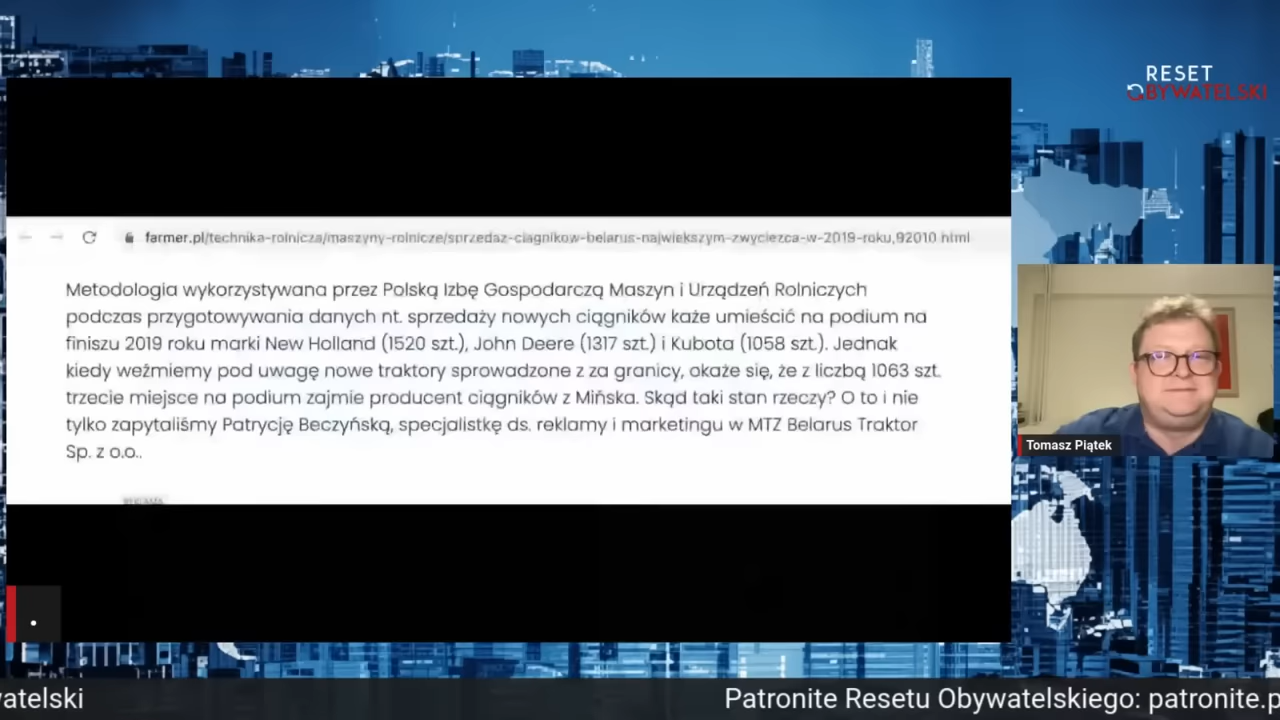 RESET
OBYWATELSKI
farmer.pl/technika-rolnicza/maszyny-rolnicze/sprzedaz-ciagnikow-belarus-najwiekszym-zwyciezca-w-2019-roku,92010.html
Metodologia wykorzystywana przez Polską Izbę Gospodarczą Maszyn i Urządzeń Rolniczych
podczas przygotowywania danych nt. sprzedaży nowych ciągników każe umieścić na podium na
finiszu 2019 roku marki New Holland (1520 szt.), John Deere (1317 szt.) i Kubota (1058 szt.). Jednak
kiedy weźmiemy pod uwagę nowe traktory sprowadzone z za granicy, okaże się, że z liczbą 1063 szt.
trzecie miejsce na podium zajmie producent ciągników z Mińska. Skąd taki stan rzeczy? O to i nie
tylko zapytaliśmy Patrycję Beczyńską, specjalistkę ds. reklamy i marketingu w MTZ Belarus Traktor
Sp. z o.o..
REKLAMA
Tomasz Piątek
.
watelski
Patronite Resetu Obywatelskiego: patronite.p